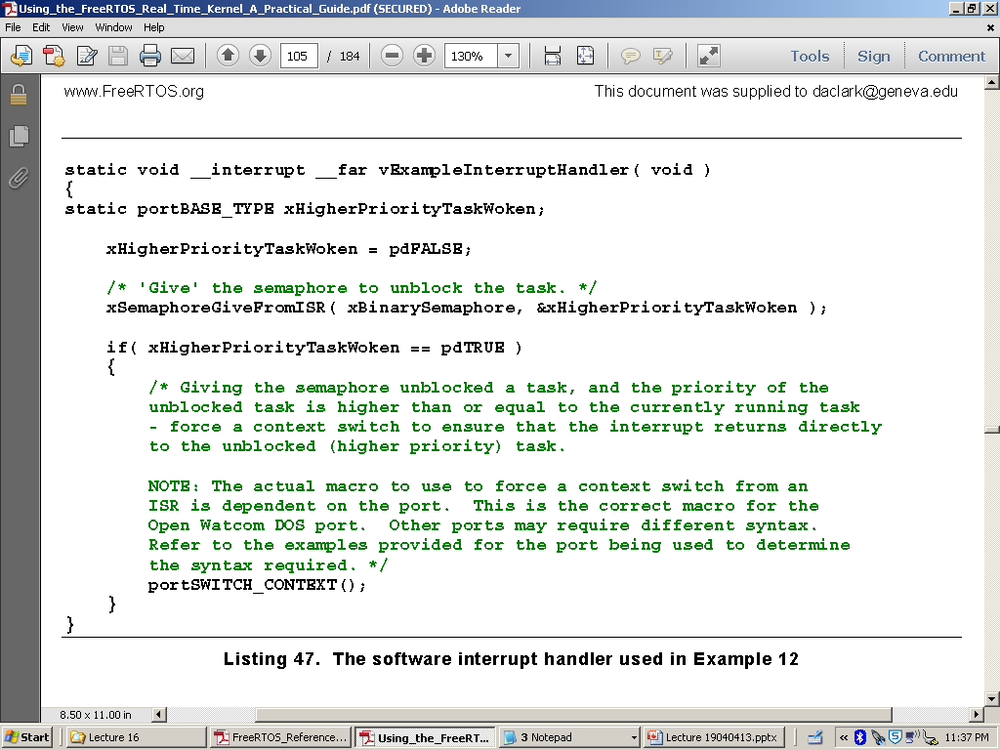 Using_the_FreeRTOS_Real_Time_Kernel_A_Practical_Guide.pdf (SECURED) - Adobe Reader
File Edit View Window Help
105 / 184 130% Tools Sign Comment
www.FreeRTOS.org This document was supplied to daclark@geneva.edu
static void __interrupt __far vExampleInterruptHandler( void )
{
static portBASE_TYPE xHigherPriorityTaskWoken;
xHigherPriorityTaskWoken = pdFALSE;
/* 'Give' the semaphore to unblock the task. */
xSemaphoreGiveFromISR( xBinarySemaphore, &xHigherPriorityTaskWoken );
if( xHigherPriorityTaskWoken == pdTRUE )
{
/* Giving the semaphore unblocked a task, and the priority of the
unblocked task is higher than or equal to the currently running task
- force a context switch to ensure that the interrupt returns directly
to the unblocked (higher priority) task.
NOTE: The actual macro to use to force a context switch from an
ISR is dependent on the port.  This is the correct macro for the
Open Watcom DOS port.  Other ports may require different syntax.
Refer to the examples provided for the port being used to determine
the syntax required. */
portSWITCH_CONTEXT();
}
}
Listing 47.  The software interrupt handler used in Example 12
8.50 x 11.00 in
Start Lecture 16 FreeRTOS_Reference... Using_the_FreeRT... 3 Notepad Lecture 19040413.pptx 11:37 PM